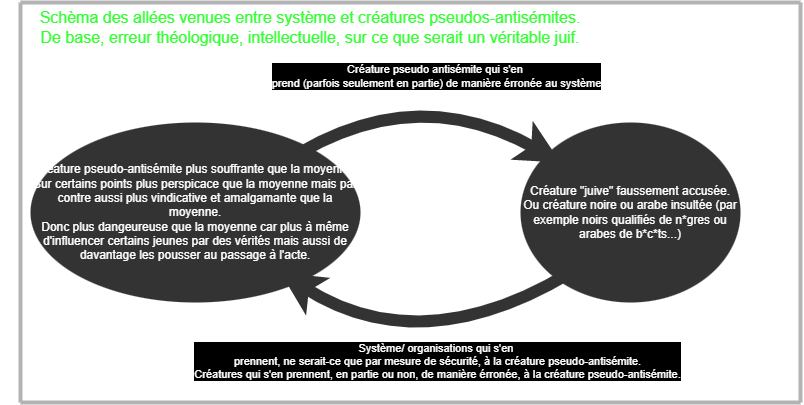 Schèma des allées venues entre système et créatures pseudos-antisémites.
De base, erreur théologique, intellectuelle, sur ce que serait un véritable juif.
Créature pseudo antisémite qui s'en
prend (parfois seulement en partie) de manière érronée au système
éature pseudo-antisémite plus souffrante que la moyenn
ur certains points plus perspicace que la moyenne mais pa
contre aussi plus vindicative et amalgamante que la
moyenne.
Donc plus dangeureuse que la moyenne car plus à même
d'influencer certains jeunes par des vérités mais aussi de
davantage les pousser au passage à l'acte.
Créature "juive" faussement accusée.
Ou créature noire ou arabe insultée (par
exemple noirs qualifiés de n*gres ou
arabes de b*c*ts...)
Système/ organisations qui s'en
prennent, ne serait-ce que par mesure de sécurité, à la créature pseudo-antisémite.
Créatures qui s'en prennent, en partie ou non, de manière érronée, à la créature pseudo-antisémite.